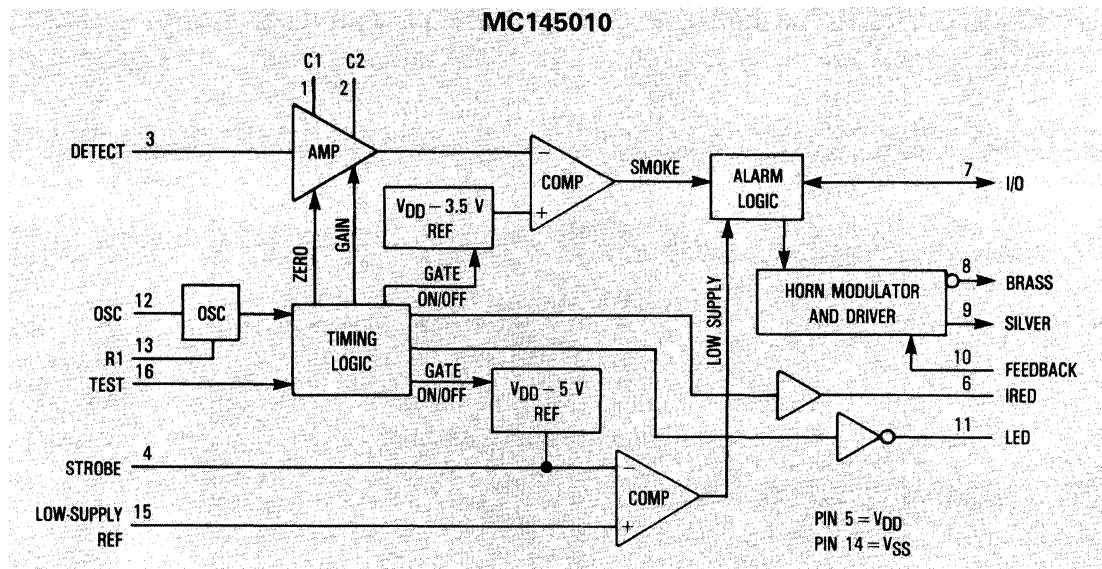 MC145010
C1
C2
1
2
DETECT
3
AMP
−
COMP
+
SMOKE
ALARM
LOGIC
7
I/O
VDD − 3.5 V
REF
ZERO
GAIN
GATE
ON/OFF
LOW SUPPLY
8
BRASS
HORN MODULATOR
AND DRIVER
9
SILVER
OSC
12
OSC
R1
13
TEST
16
TIMING
LOGIC
10
FEEDBACK
GATE
ON/OFF
VDD − 5 V
REF
6
IRED
11
LED
STROBE
4
−
COMP
+
LOW-SUPPLY
REF
15
PIN 5 = VDD
PIN 14 = VSS